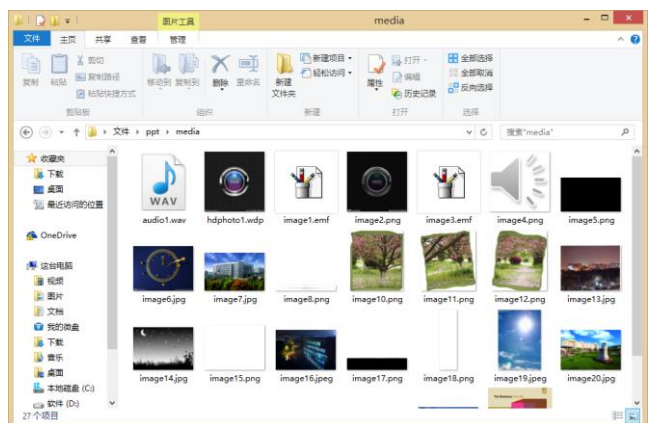 图片工具
media
文件 主页 共享 查看 管理
复制 粘贴
剪切
复制路径
粘贴快捷方式
剪贴板
移动到 复制到 删除 重命名
组织
新建
文件夹
新建项目
轻松访问
新建
属性
打开
编辑
历史记录
打开
全部选择
全部取消
反向选择
选择
文件 ppt media
搜索"media"
收藏夹
下载
桌面
最近访问的位置
OneDrive
这台电脑
视频
图片
文档
我的微盘
下载
音乐
桌面
本地磁盘 (C:)
软件 (D:)
WAV
audio1.wav hdphoto1.wdp image1.emf image2.png image3.emf image4.png image5.png
image6.jpg image7.jpg image8.png image10.png image11.png image12.png image13.jpg
image14.jpg image15.png image16.jpeg image17.png image18.png image19.jpeg image20.jpg
27 个项目